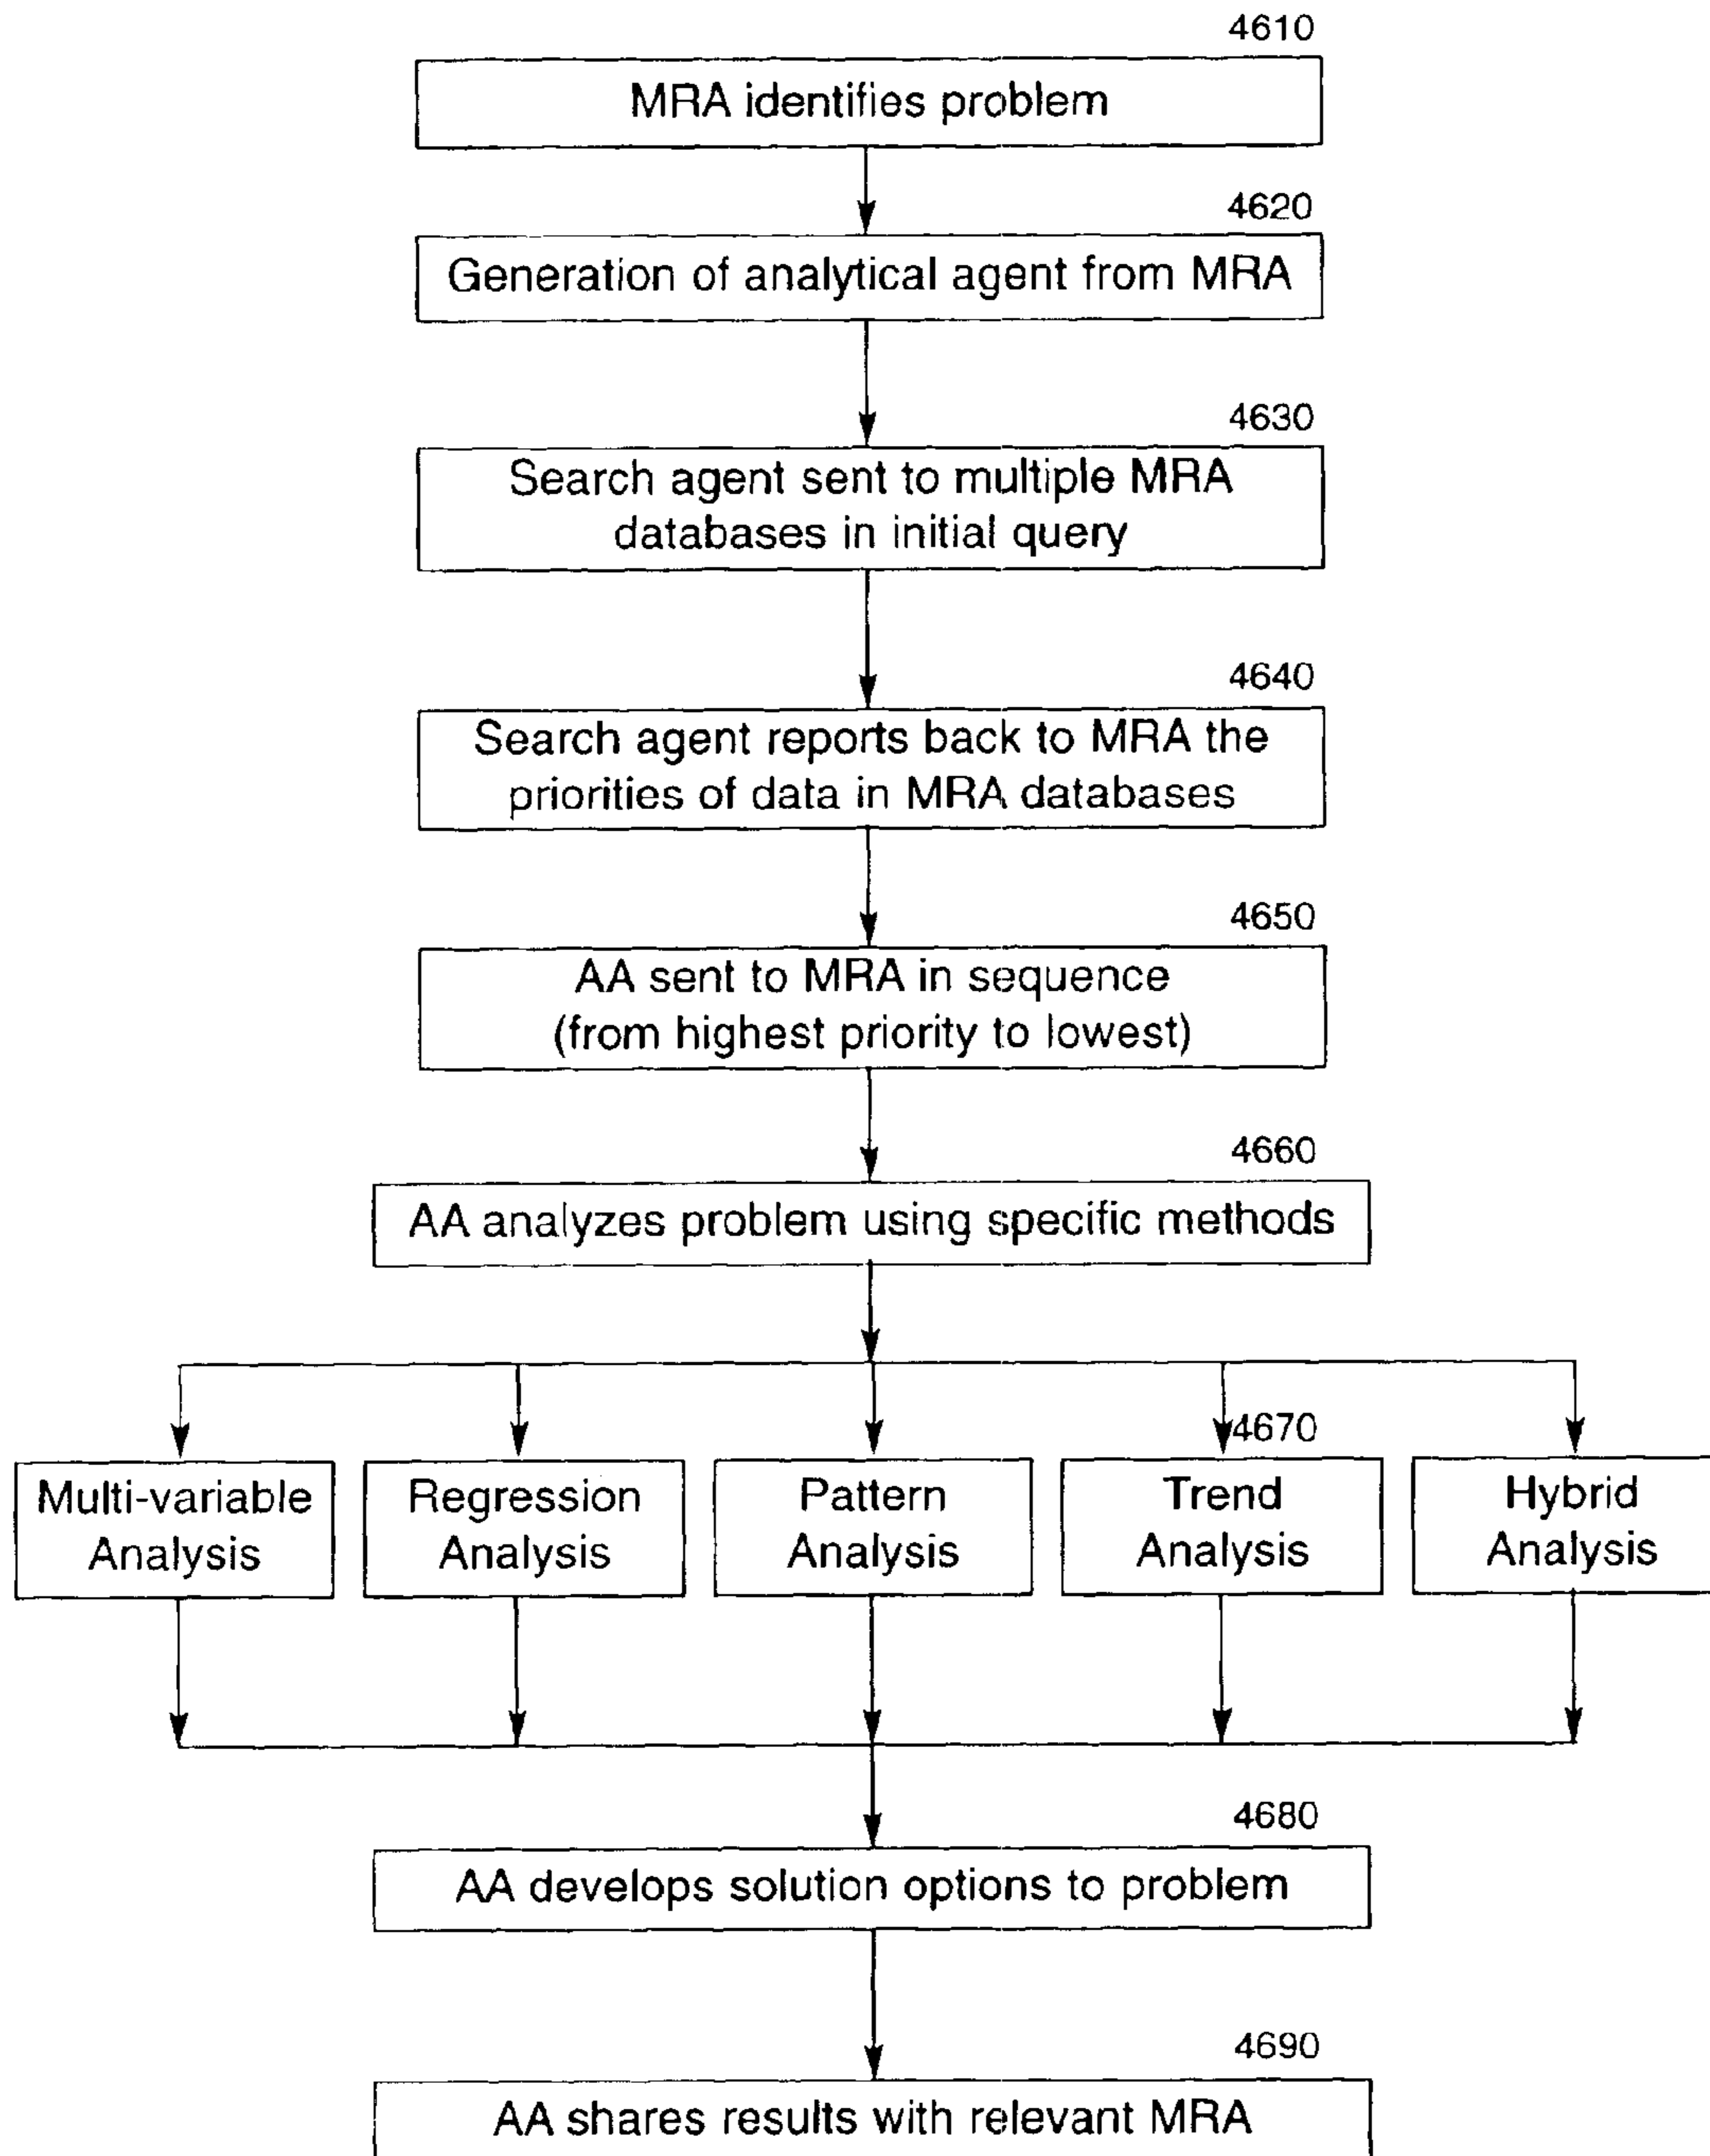 4610
MRA identifies problem
4620
Generation of analytical agent from MRA
4630
Search agent sent to multiple MRA
databases in initial query
4640
Search agent reports back to MRA the
priorities of data in MRA databases
4650
AA sent to MRA in sequence
(from highest priority to lowest)
4660
AA analyzes problem using specific methods
4670
Multi-variable
Analysis
Regression
Analysis
Pattern
Analysis
Trend
Analysis
Hybrid
Analysis
4680
AA develops solution options to problem
4690
AA shares results with relevant MRA